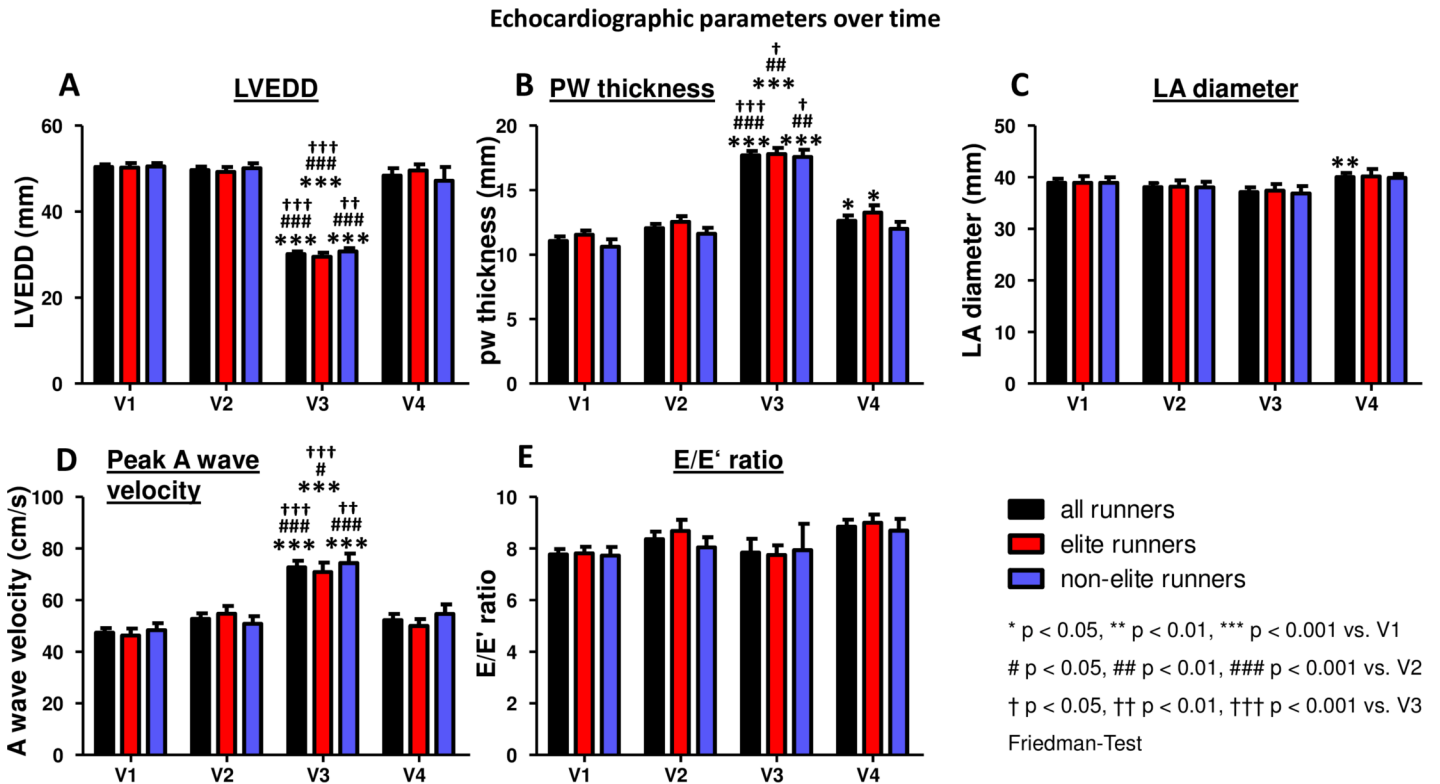 Echocardiographic parameters over time
A
LVEDD
LVEDD (mm)
60
40
20
0
†††
###
***
†††
###
***
††
###
***
V1
V2
V3
V4
B
PW thickness
pw thickness (mm)
20
15
10
5
0
†
##
***
†††
###
***
†
##
***
*
*
V1
V2
V3
V4
C
LA diameter
LA diameter (mm)
50
40
30
20
10
0
**
V1
V2
V3
V4
D
Peak A wave
velocity
A wave velocity (cm/s)
100
80
60
40
20
0
†††
#
***
†††
###
***
††
###
***
V1
V2
V3
V4
E
E/E‘ ratio
E/E' ratio
10
8
6
4
2
0
V1
V2
V3
V4
all runners
elite runners
non-elite runners
* p < 0.05, ** p < 0.01, *** p < 0.001 vs. V1
# p < 0.05, ## p < 0.01, ### p < 0.001 vs. V2
† p < 0.05, †† p < 0.01, ††† p < 0.001 vs. V3
Friedman-Test